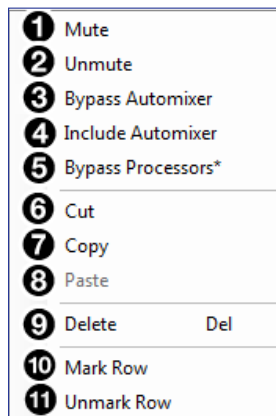 1 Mute
2 Unmute
3 Bypass Automixer
4 Include Automixer
5 Bypass Processors*
6 Cut
7 Copy
8 Paste
9 Delete Del
10 Mark Row
11 Unmark Row